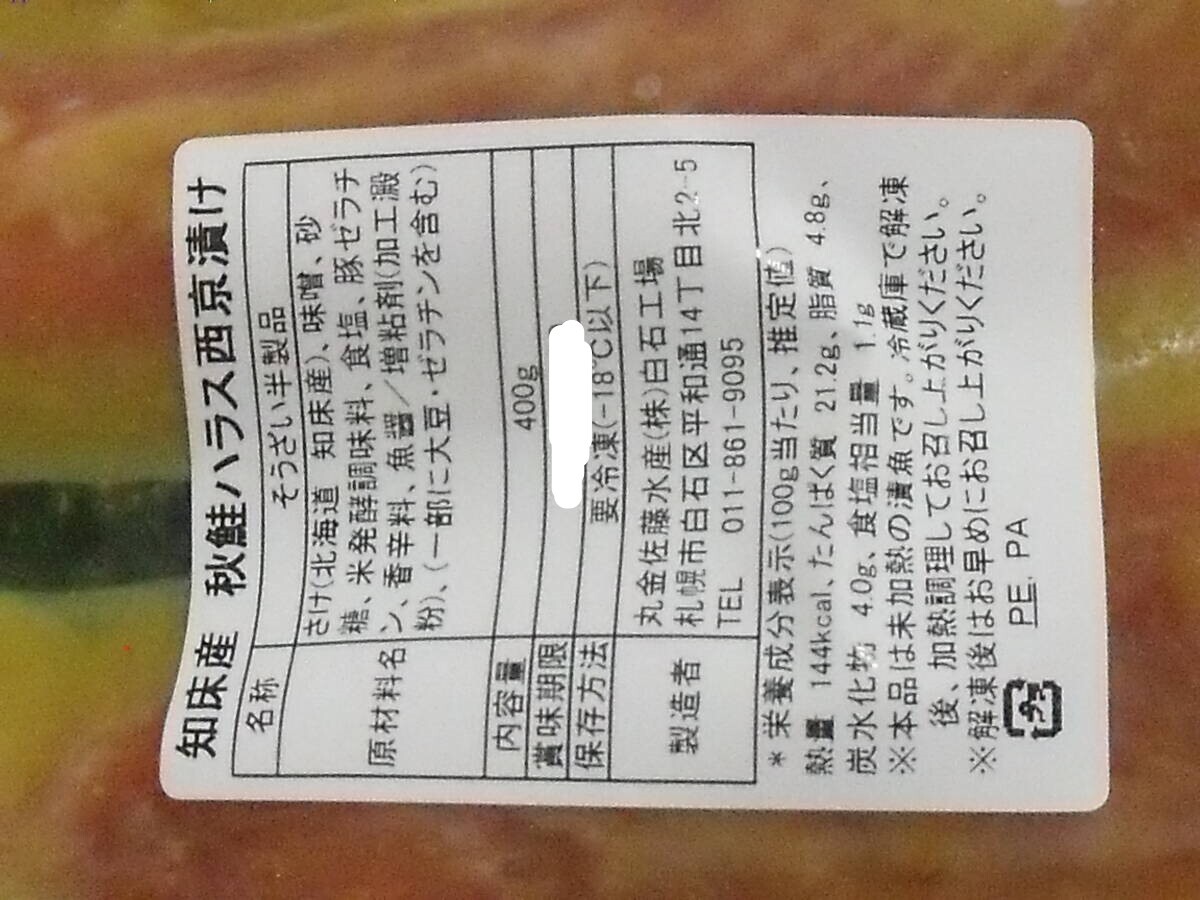 知床産 秋鮭ハラス西京漬け
名称 そうざい半製品
原材料名 さけ(北海道 知床産)、味噌、砂
糖、米発酵調味料、食塩、豚ゼラチ
ン、香辛料、魚醤/増粘剤(加工澱
粉)、(一部に大豆・ゼラチンを含む)
内容量 400g
賞味期限
保存方法 要冷凍(-18℃以下)
製造者 丸金佐藤水産(株)白石工場
札幌市白石区平和通14丁目北2-5
TEL 011-861-9095
*栄養成分表示(100g当たり、推定値)
熱量 144kcal、たんぱく質 21.2g、脂質 4.8g、
炭水化物 4.0g、食塩相当量 1.1g
※本品は未加熱の漬魚です。冷蔵庫で解凍
後、加熱調理してお召し上がりください。
※解凍後はお早めにお召し上がりください。
プラ PE, PA